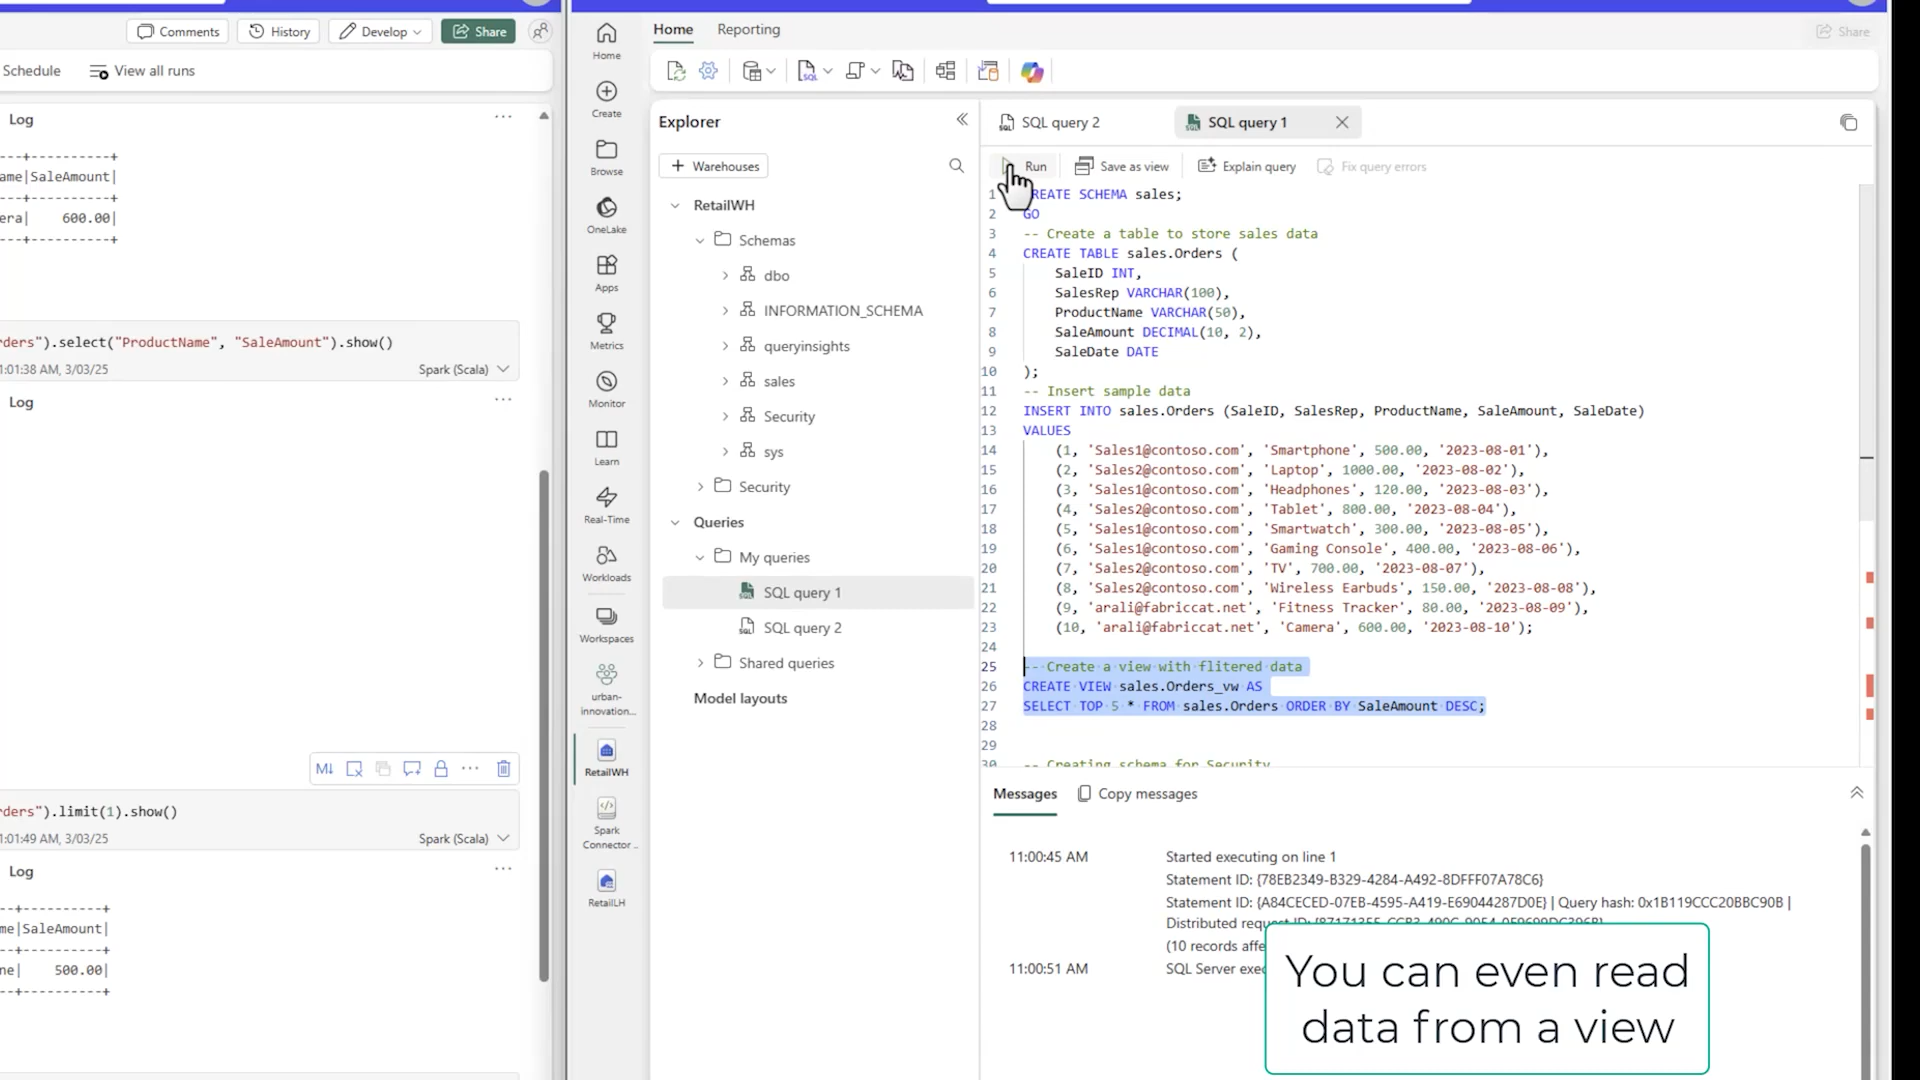 Comments
History
Develop
Share
Schedule
View all runs
Log
---+----------+
ame|SaleAmount|
---+----------+
era|    600.00|
---+----------+
rders").select("ProductName", "SaleAmount").show()
1:01:38 AM, 3/03/25
Spark (Scala)
Log
rders").limit(1).show()
1:01:49 AM, 3/03/25
Spark (Scala)
Log
--+----------+
me|SaleAmount|
--+----------+
ne|    500.00|
--+----------+
Home
Create
Browse
OneLake
Apps
Metrics
Monitor
Learn
Real-Time
Workloads
Workspaces
urban-
innovation...
RetailWH
Spark
Connector ..
RetailLH
Home
Reporting
Share
Explorer
+ Warehouses
RetailWH
Schemas
dbo
INFORMATION_SCHEMA
queryinsights
sales
Security
sys
Security
Queries
My queries
SQL query 1
SQL query 2
Shared queries
Model layouts
SQL query 2
SQL query 1
Run
Save as view
Explain query
Fix query errors
1 REATE SCHEMA sales;
2 GO
3 -- Create a table to store sales data
4 CREATE TABLE sales.Orders (
5 SaleID INT,
6 SalesRep VARCHAR(100),
7 ProductName VARCHAR(50),
8 SaleAmount DECIMAL(10, 2),
9 SaleDate DATE
10 );
11 -- Insert sample data
12 INSERT INTO sales.Orders (SaleID, SalesRep, ProductName, SaleAmount, SaleDate)
13 VALUES
14 (1, 'Sales1@contoso.com', 'Smartphone', 500.00, '2023-08-01'),
15 (2, 'Sales2@contoso.com', 'Laptop', 1000.00, '2023-08-02'),
16 (3, 'Sales1@contoso.com', 'Headphones', 120.00, '2023-08-03'),
17 (4, 'Sales2@contoso.com', 'Tablet', 800.00, '2023-08-04'),
18 (5, 'Sales1@contoso.com', 'Smartwatch', 300.00, '2023-08-05'),
19 (6, 'Sales1@contoso.com', 'Gaming Console', 400.00, '2023-08-06'),
20 (7, 'Sales2@contoso.com', 'TV', 700.00, '2023-08-07'),
21 (8, 'Sales2@contoso.com', 'Wireless Earbuds', 150.00, '2023-08-08'),
22 (9, 'arali@fabriccat.net', 'Fitness Tracker', 80.00, '2023-08-09'),
23 (10, 'arali@fabriccat.net', 'Camera', 600.00, '2023-08-10');
24
25 -- Create a view with flitered data
26 CREATE VIEW sales.Orders_vw AS
27 SELECT TOP 5 * FROM sales.Orders ORDER BY SaleAmount DESC;
28
29
30 -- Creating schema for Security
Messages
Copy messages
11:00:45 AM
Started executing on line 1
Statement ID: {78EB2349-B329-4284-A492-8DFFF07A78C6}
Statement ID: {A84CECED-07EB-4595-A419-E69044287D0E} | Query hash: 0x1B119CCC20BBC90B |
Distributed request ID:
(10 records affe
11:00:51 AM
SQL Server exec
You can even read
data from a view